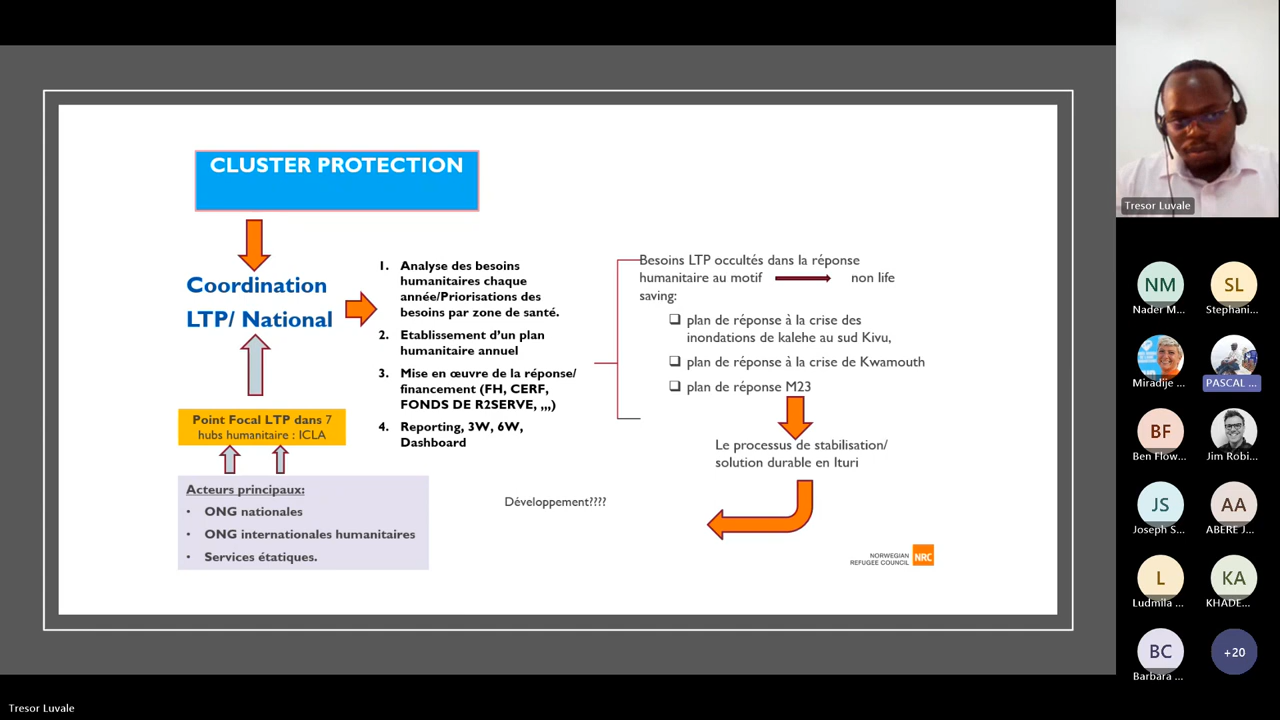 CLUSTER PROTECTION
Coordination
LTP/ National
1. Analyse des besoins
humanitaires chaque
année/Priorisations des
besoins par zone de santé.
2. Etablissement d'un plan
humanitaire annuel
3. Mise en œuvre de la réponse/
financement (FH, CERF,
FONDS DE R2SERVE, ,,,)
4. Reporting, 3W, 6W,
Dashboard
Besoins LTP occultés dans la réponse
humanitaire au motif non life
saving:
❑ plan de réponse à la crise des
inondations de kalehe au sud Kivu,
❑ plan de réponse à la crise de Kwamouth
❑ plan de réponse M23
Le processus de stabilisation/
solution durable en Ituri
Développement????
Point Focal LTP dans 7
hubs humanitaire : ICLA
Acteurs principaux:
• ONG nationales
• ONG internationales humanitaires
• Services étatiques.
NORWEGIAN
REFUGEE COUNCIL
NRC
Tresor Luvale
NM
Nader M...
SL
Stephani...
Miradije ...
PASCAL ...
BF
Ben Flow...
Jim Robi...
JS
Joseph S...
AA
ABERE J...
L
Ludmila ...
KA
KHADE...
BC
Barbara ...
+20
Tresor Luvale